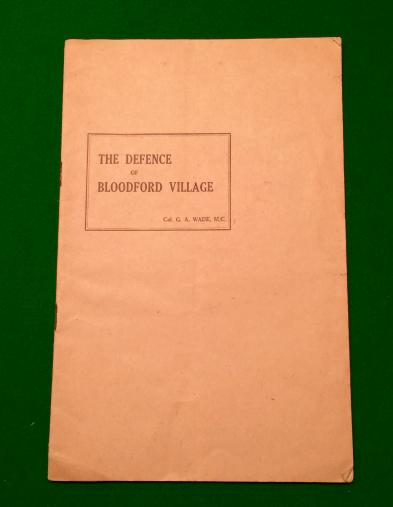 THE DEFENCE
OF
BLOODFORD VILLAGE
Col. G. A. WADE, M.C.